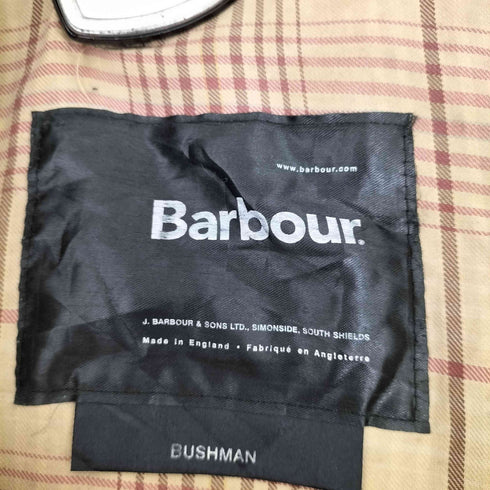 www.barbour.com
Barbour®
J. BARBOUR & SONS LTD., SIMONSIDE, SOUTH SHIELDS
Made in England • Fabriqué en Angleterre
BUSHMAN